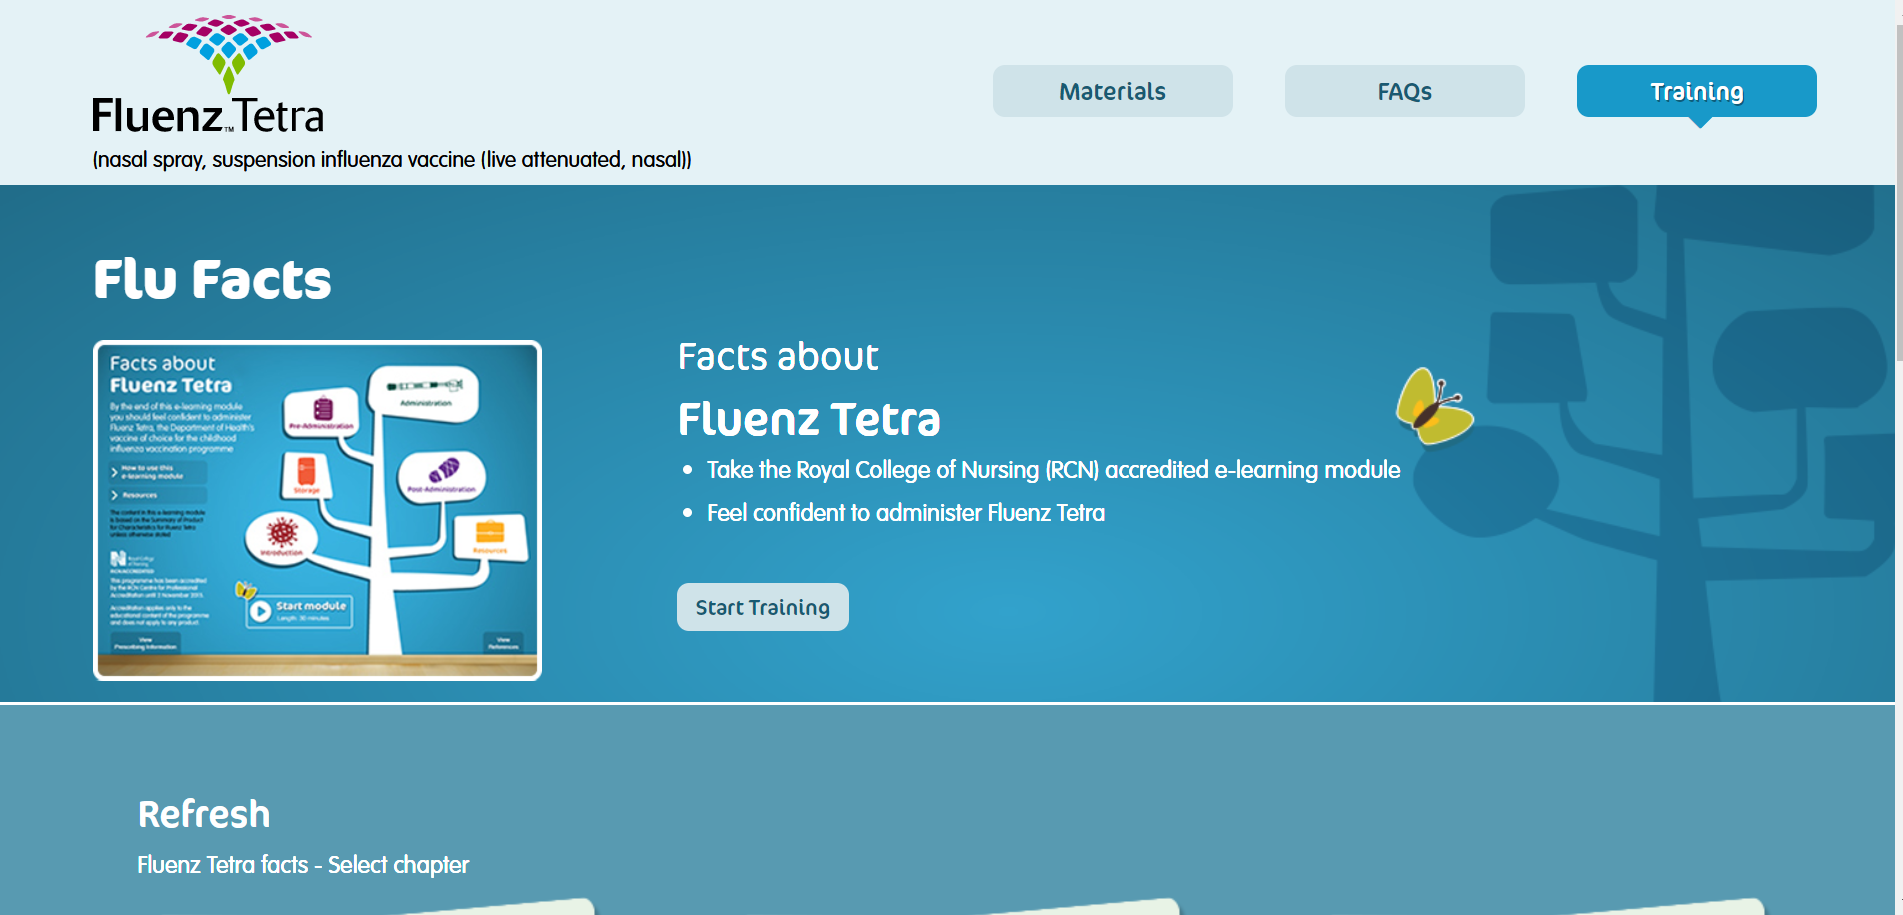 Fluenz™ Tetra
(nasal spray, suspension influenza vaccine (live attenuated, nasal))
Materials
FAQs
Training
Flu Facts
Facts about
Fluenz Tetra
By the end of this e-learning module
you should feel confident to administer
Fluenz Tetra, the Department of Health's
vaccine of choice for the childhood
influenza vaccination programme
How to use this
e-learning module
Resources
The content in this e-learning module
is based on the Summary of Product
for Characteristics for Fluenz Tetra
unless otherwise stated
Royal College
of Nursing
RCN ACCREDITED
This programme has been accredited
by the RCN Centre for Professional
Accreditation until 2 November 2015.
Accreditation applies only to the
educational content of the programme
and does not apply to any product
View
Prescribing Information
Administration
Pre-Administration
Storage
Post-Administration
Introduction
Resources
Start module
Length: 30 minutes
View
References
Facts about
Fluenz Tetra
• Take the Royal College of Nursing (RCN) accredited e-learning module
• Feel confident to administer Fluenz Tetra
Start Training
Refresh
Fluenz Tetra facts - Select chapter